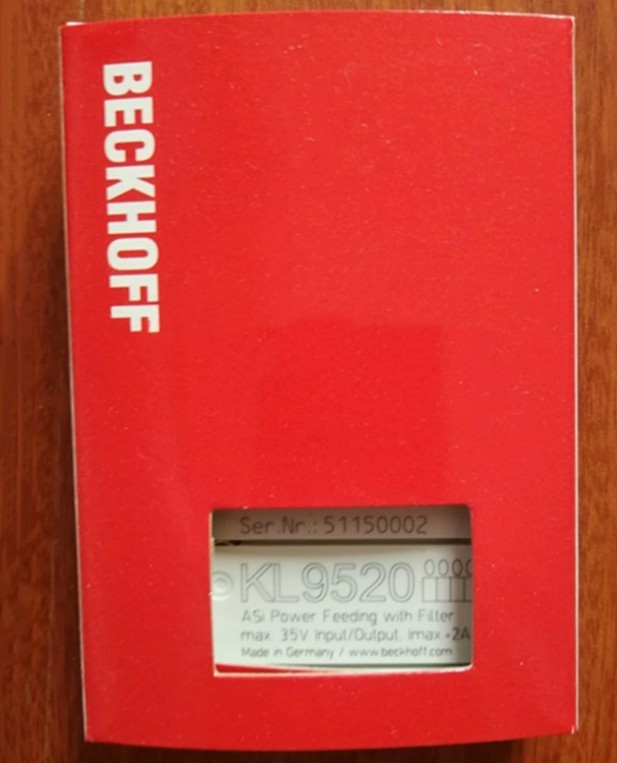 BECKHOFF
Ser.Nr.: 51150002
KL9520 0000
ASi Power Feeding with Filter
max. 35V Input/Output, Imax =2A
Made in Germany / www.beckhoff.com